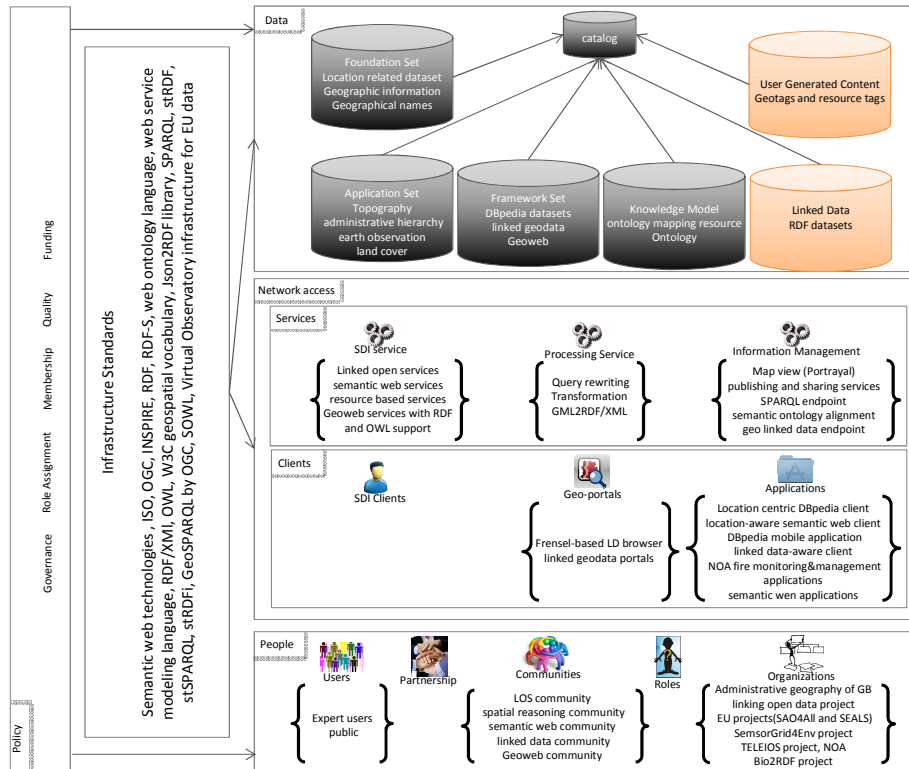 Policy
Governance Role Assignment Membership Quality Funding
Infrastructure Standards
Semantic web technologies , ISO, OGC, INSPIRE, RDF, RDF-S, web ontology language, web service
modeling language, RDF/XMI, OWL, W3C geospatial vocabulary, Json2RDF library, SPARQL, stRDF,
stSPARQL, stRDFi, GeoSPARQL by OGC, SOWL, Virtual Observatory infrastructure for EU data
Data
catalog
Foundation Set
Location related dataset
Geographic information
Geographical names
User Generated Content
Geotags and resource tags
Application Set
Topography
administrative hierarchy
earth observation
land cover
Framework Set
DBpedia datasets
linked geodata
Geoweb
Knowledge Model
ontology mapping resource
Ontology
Linked Data
RDF datasets
Network access
Services
SDI service
Linked open services
semantic web services
resource based services
Geoweb services with RDF
and OWL support
Processing Service
Query rewriting
Transformation
GML2RDF/XML
Information Management
Map view (Portrayal)
publishing and sharing services
SPARQL endpoint
semantic ontology alignment
geo linked data endpoint
Clients
SDI Clients
Geo-portals
Frensel-based LD browser
linked geodata portals
Applications
Location centric DBpedia client
location-aware semantic web client
DBpedia mobile application
linked data-aware client
NOA fire monitoring&management
applications
semantic wen applications
People
Users
Expert users
public
Partnership
Communities
LOS community
spatial reasoning community
semantic web community
linked data community
Geoweb community
Roles
Organizations
Administrative geography of GB
linking open data project
EU projects(SAO4All and SEALS)
SemsorGrid4Env project
TELEIOS project, NOA
Bio2RDF project